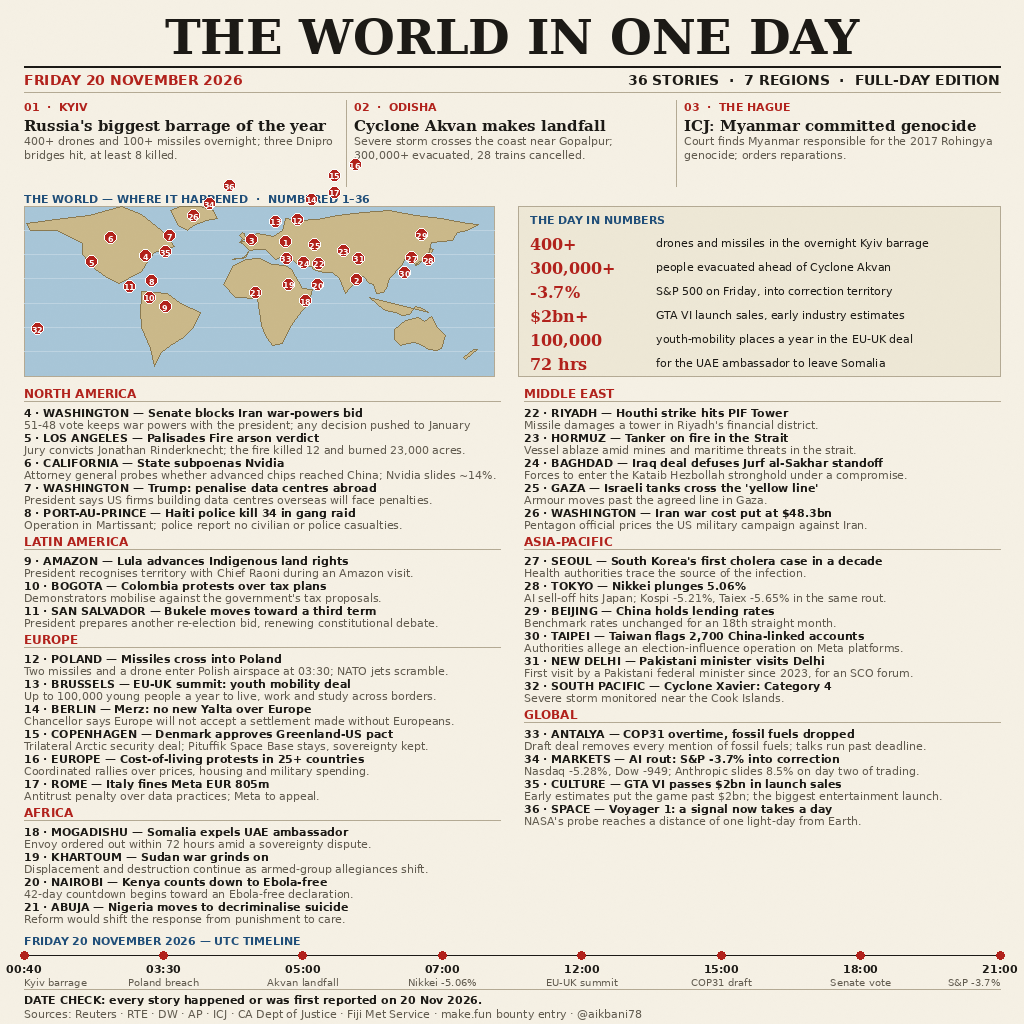 THE WORLD IN ONE DAY
FRIDAY 20 NOVEMBER 2026
36 STORIES · 7 REGIONS · FULL-DAY EDITION
01 · KYIV
Russia's biggest barrage of the year
400+ drones and 100+ missiles overnight; three Dnipro
bridges hit, at least 8 killed.
02 · ODISHA
Cyclone Akvan makes landfall
Severe storm crosses the coast near Gopalpur;
300,000+ evacuated, 28 trains cancelled.
03 · THE HAGUE
ICJ: Myanmar committed genocide
Court finds Myanmar responsible for the 2017 Rohingya
genocide; orders reparations.
THE WORLD — WHERE IT HAPPENED · NUMBERED 1–36
16
15
36
17
14
34
26
13
12
6
7
3
1
25
29
4
35
23
33
24
22
31
27
28
5
30
11
8
19
20
2
10
21
9
18
32
THE DAY IN NUMBERS
400+ drones and missiles in the overnight Kyiv barrage
300,000+ people evacuated ahead of Cyclone Akvan
-3.7% S&P 500 on Friday, into correction territory
$2bn+ GTA VI launch sales, early industry estimates
100,000 youth-mobility places a year in the EU-UK deal
72 hrs for the UAE ambassador to leave Somalia
NORTH AMERICA
4 · WASHINGTON — Senate blocks Iran war-powers bid
51-48 vote keeps war powers with the president; any decision pushed to January
5 · LOS ANGELES — Palisades Fire arson verdict
Jury convicts Jonathan Rinderknecht; the fire killed 12 and burned 23,000 acres.
6 · CALIFORNIA — State subpoenas Nvidia
Attorney general probes whether advanced chips reached China; Nvidia slides ~14%.
7 · WASHINGTON — Trump: penalise data centres abroad
President says US firms building data centres overseas will face penalties.
8 · PORT-AU-PRINCE — Haiti police kill 34 in gang raid
Operation in Martissant; police report no civilian or police casualties.
LATIN AMERICA
9 · AMAZON — Lula advances Indigenous land rights
President recognises territory with Chief Raoni during an Amazon visit.
10 · BOGOTA — Colombia protests over tax plans
Demonstrators mobilise against the government's tax proposals.
11 · SAN SALVADOR — Bukele moves toward a third term
President prepares another re-election bid, renewing constitutional debate.
EUROPE
12 · POLAND — Missiles cross into Poland
Two missiles and a drone enter Polish airspace at 03:30; NATO jets scramble.
13 · BRUSSELS — EU-UK summit: youth mobility deal
Up to 100,000 young people a year to live, work and study across borders.
14 · BERLIN — Merz: no new Yalta over Europe
Chancellor says Europe will not accept a settlement made without Europeans.
15 · COPENHAGEN — Denmark approves Greenland-US pact
Trilateral Arctic security deal; Pituffik Space Base stays, sovereignty kept.
16 · EUROPE — Cost-of-living protests in 25+ countries
Coordinated rallies over prices, housing and military spending.
17 · ROME — Italy fines Meta EUR 805m
Antitrust penalty over data practices; Meta to appeal.
AFRICA
18 · MOGADISHU — Somalia expels UAE ambassador
Envoy ordered out within 72 hours amid a sovereignty dispute.
19 · KHARTOUM — Sudan war grinds on
Displacement and destruction continue as armed-group allegiances shift.
20 · NAIROBI — Kenya counts down to Ebola-free
42-day countdown begins toward an Ebola-free declaration.
21 · ABUJA — Nigeria moves to decriminalise suicide
Reform would shift the response from punishment to care.
MIDDLE EAST
22 · RIYADH — Houthi strike hits PIF Tower
Missile damages a tower in Riyadh's financial district.
23 · HORMUZ — Tanker on fire in the Strait
Vessel ablaze amid mines and maritime threats in the strait.
24 · BAGHDAD — Iraq deal defuses Jurf al-Sakhar standoff
Forces to enter the Kataib Hezbollah stronghold under a compromise.
25 · GAZA — Israeli tanks cross the 'yellow line'
Armour moves past the agreed line in Gaza.
26 · WASHINGTON — Iran war cost put at $48.3bn
Pentagon official prices the US military campaign against Iran.
ASIA-PACIFIC
27 · SEOUL — South Korea's first cholera case in a decade
Health authorities trace the source of the infection.
28 · TOKYO — Nikkei plunges 5.06%
AI sell-off hits Japan; Kospi -5.21%, Taiex -5.65% in the same rout.
29 · BEIJING — China holds lending rates
Benchmark rates unchanged for an 18th straight month.
30 · TAIPEI — Taiwan flags 2,700 China-linked accounts
Authorities allege an election-influence operation on Meta platforms.
31 · NEW DELHI — Pakistani minister visits Delhi
First visit by a Pakistani federal minister since 2023, for an SCO forum.
32 · SOUTH PACIFIC — Cyclone Xavier: Category 4
Severe storm monitored near the Cook Islands.
GLOBAL
33 · ANTALYA — COP31 overtime, fossil fuels dropped
Draft deal removes every mention of fossil fuels; talks run past deadline.
34 · MARKETS — AI rout: S&P -3.7% into correction
Nasdaq -5.28%, Dow -949; Anthropic slides 8.5% on day two of trading.
35 · CULTURE — GTA VI passes $2bn in launch sales
Early estimates put the game past $2bn; the biggest entertainment launch.
36 · SPACE — Voyager 1: a signal now takes a day
NASA's probe reaches a distance of one light-day from Earth.
FRIDAY 20 NOVEMBER 2026 — UTC TIMELINE
00:40 03:30 05:00 07:00 12:00 15:00 18:00 21:00
Kyiv barrage Poland breach Akvan landfall Nikkei -5.06% EU-UK summit COP31 draft Senate vote S&P -3.7%
DATE CHECK: every story happened or was first reported on 20 Nov 2026.
Sources: Reuters · RTE · DW · AP · ICJ · CA Dept of Justice · Fiji Met Service · make.fun bounty entry · @aikbani78